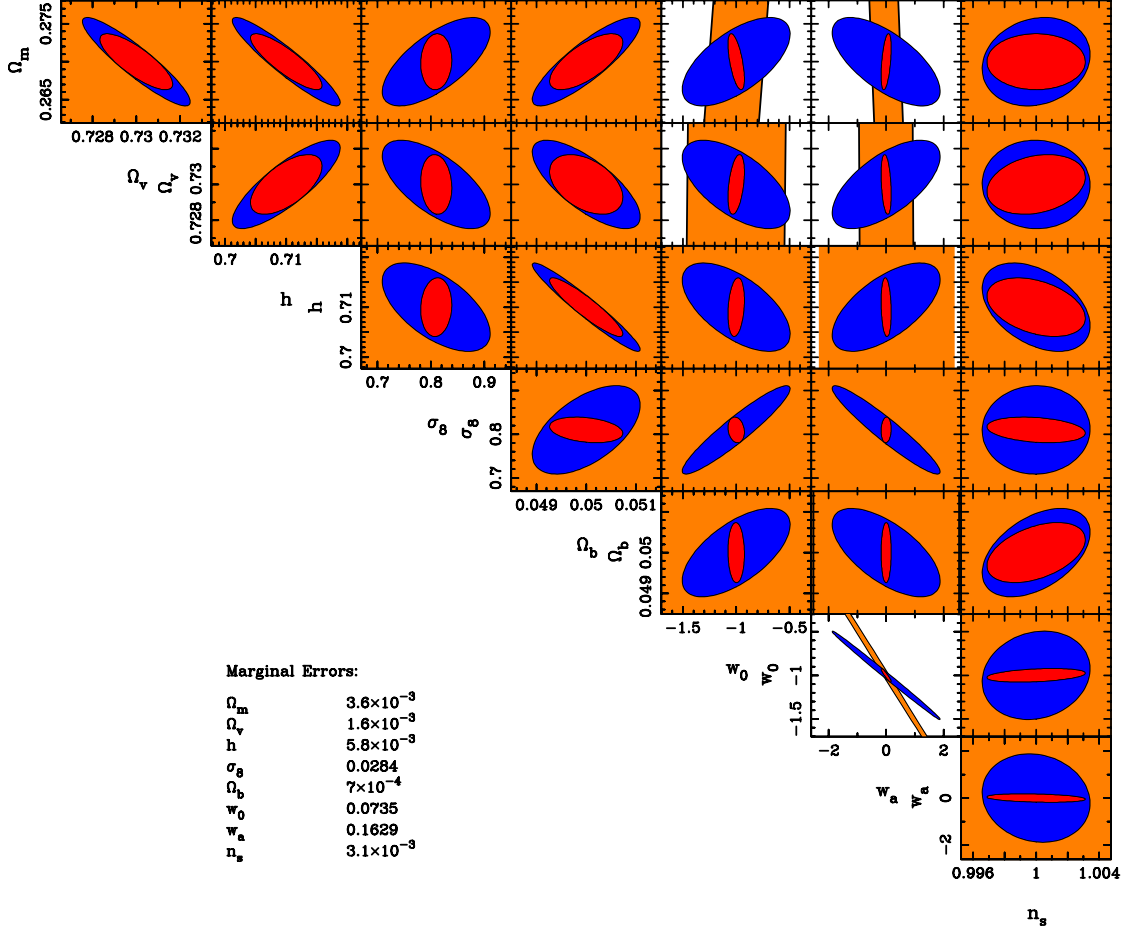 Ω_m
0.265 0.275
0.728 0.73 0.732
Ω_v Ω_v
0.728 0.73
0.7 0.71
h h
0.7 0.71
0.7 0.8 0.9
σ_8 σ_8
0.7 0.8
0.049 0.05 0.051
Ω_b Ω_b
0.049 0.05
-1.5 -1 -0.5
w_0 w_0
-1.5 -1
-2 0 2
w_a w_a
-2 0
0.996 1 1.004
n_s
Marginal Errors:
Ω_m 3.6×10^-3
Ω_v 1.6×10^-3
h 5.8×10^-3
σ_8 0.0284
Ω_b 7×10^-4
w_0 0.0735
w_a 0.1629
n_s 3.1×10^-3